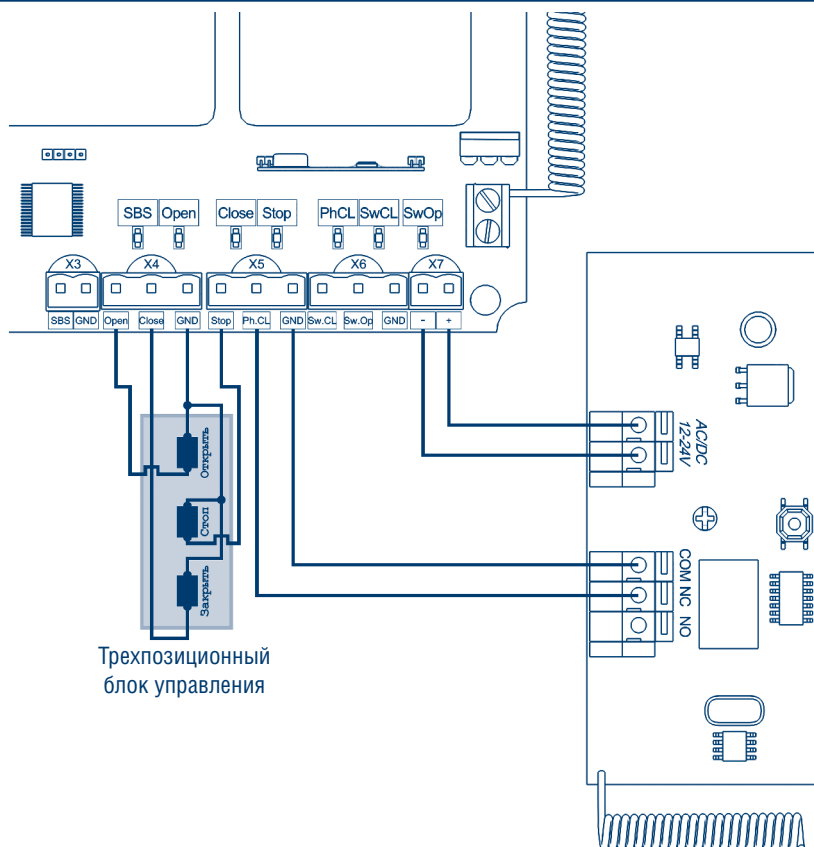 SBS Open Close Stop PhCL SwCL SwOp
X3 X4 X5 X6 X7
SBS GND Open Close GND Stop Ph.CL GND Sw.CL Sw.Op GND - +
AC/DC
12-24V
Открыть
Стоп
Закрыть
COM NC NO
Трехпозиционный
блок управления